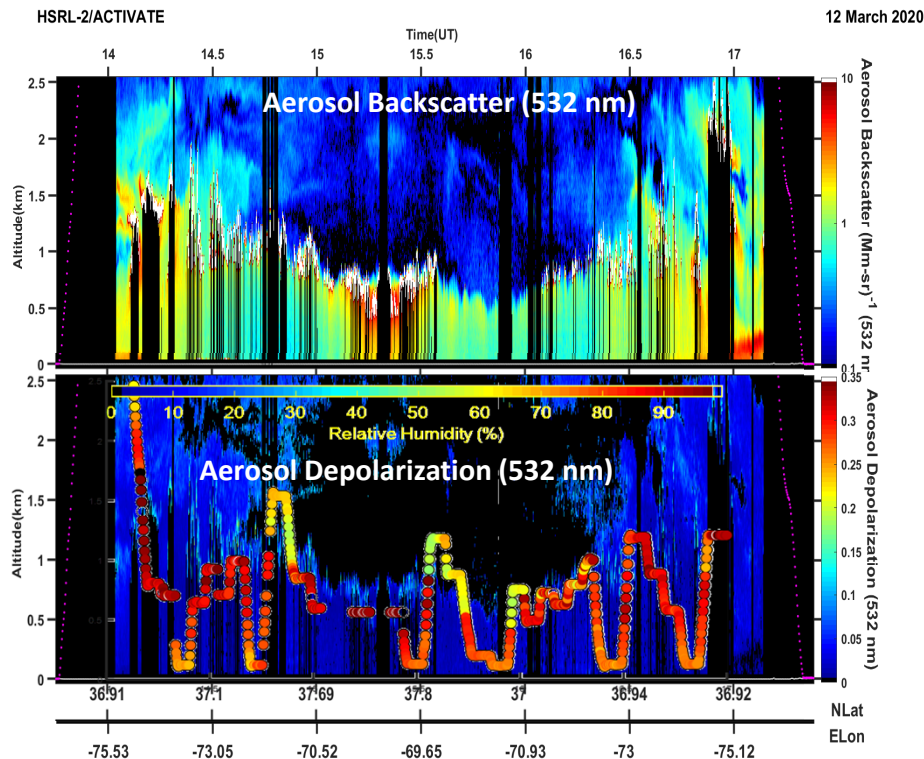 HSRL-2/ACTIVATE
12 March 2020
Time(UT)
14 14.5 15 15.5 16 16.5 17
Aerosol Backscatter (532 nm)
2.5
2
1.5
1
0.5
0
Altitude(km)
10
1
0.1
Aerosol Backscatter (Mm-sr)-1 (532 nr
2.5
2
1.5
1
0.5
0
Altitude(km)
0 10 20 30 40 50 60 70 80 90
Relative Humidity (%)
Aerosol Depolarization (532 nm)
0.35
0.3
0.25
0.2
0.15
0.1
0.05
0
Aerosol Depolarization (532 nm)
36.91 37.1 37.69 37.8 37 36.94 36.92
NLat
ELon
-75.53 -73.05 -70.52 -69.65 -70.93 -73 -75.12